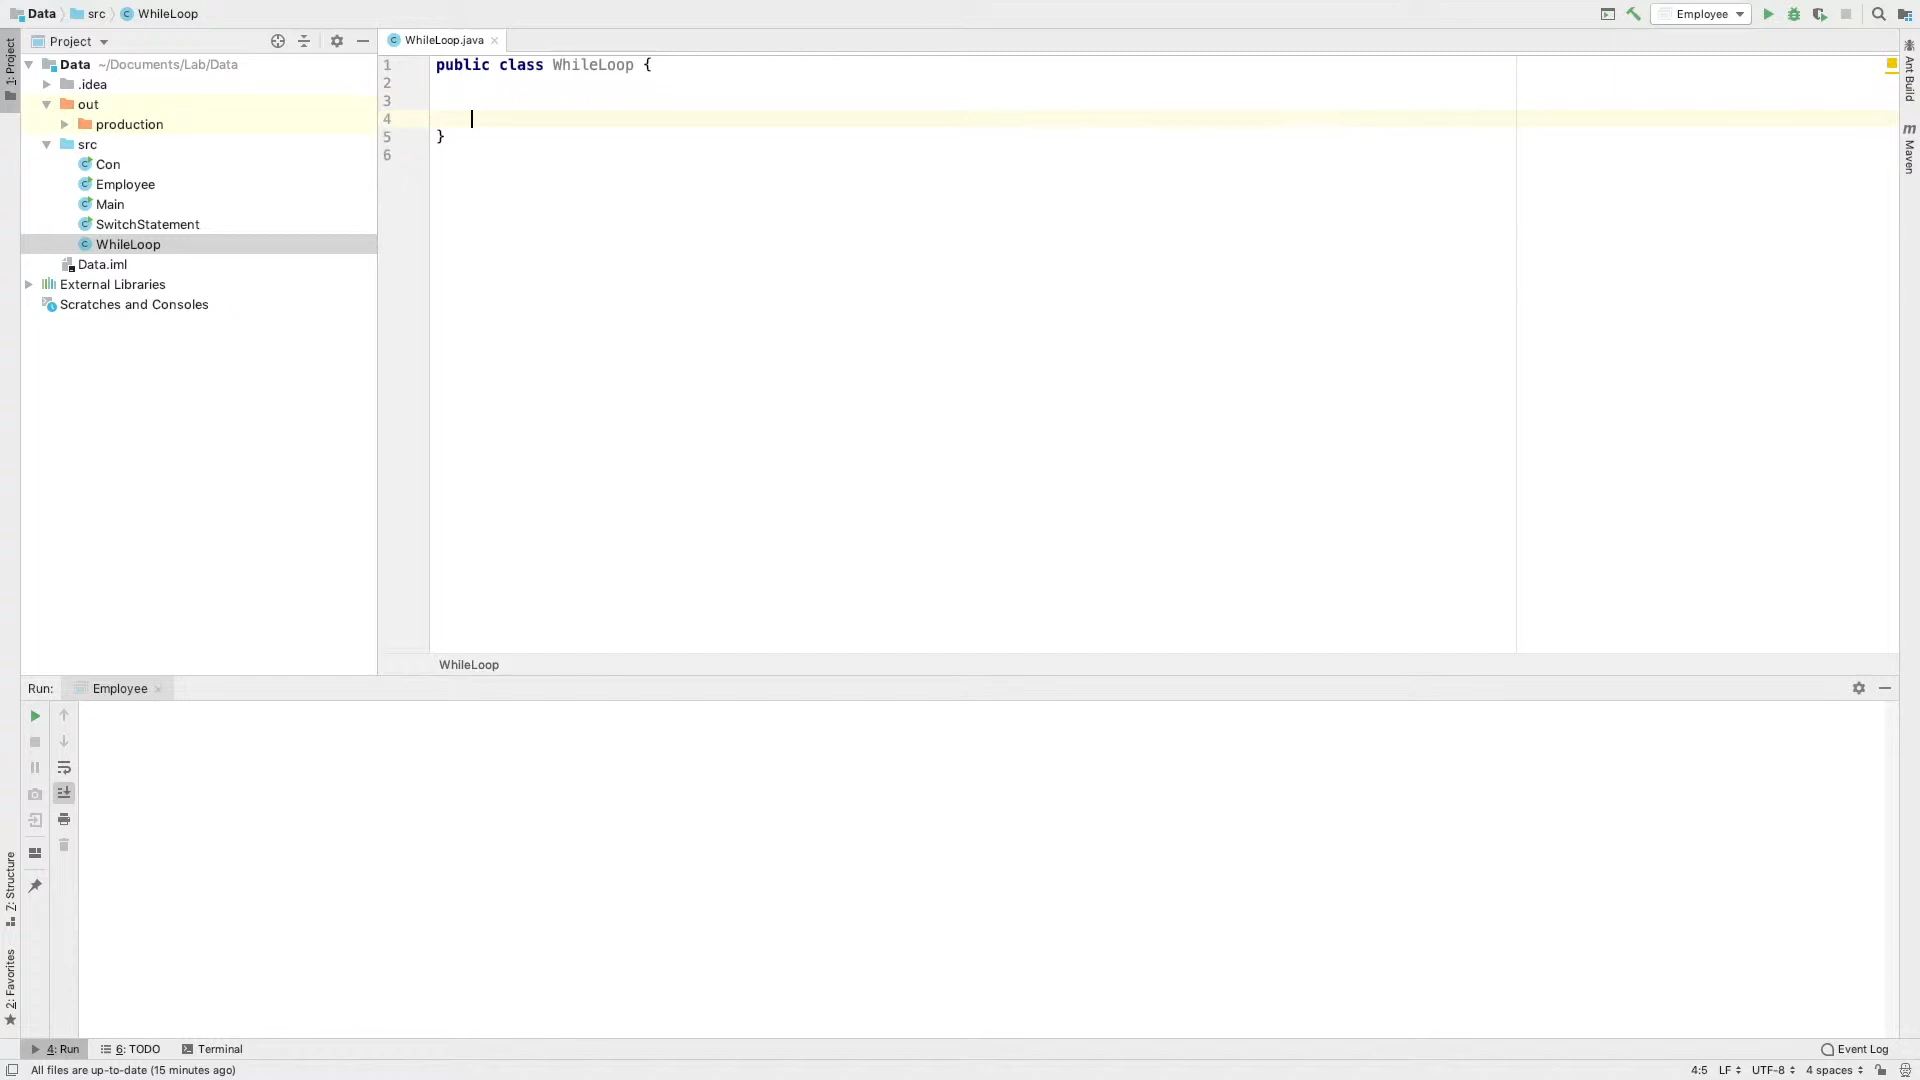 Data src WhileLoop Employee
Project
WhileLoop.java
1: Project
Data ~/Documents/Lab/Data
.idea
out
production
src
Con
Employee
Main
SwitchStatement
WhileLoop
Data.iml
External Libraries
Scratches and Consoles
1 public class WhileLoop {
2
3
4
5 }
6
Ant Build
m Maven
WhileLoop
Run: Employee
Z: Structure
2: Favorites
4: Run 6: TODO Terminal Event Log
All files are up-to-date (15 minutes ago) 4:5 LF UTF-8 4 spaces